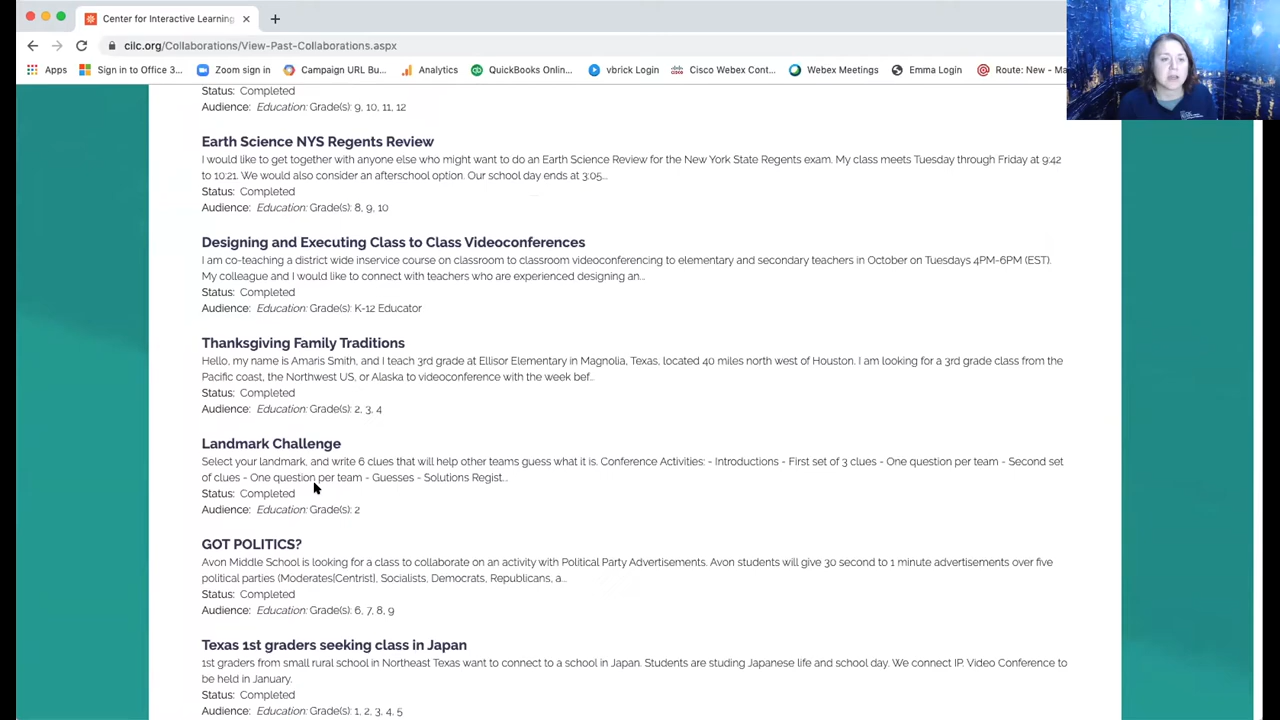 Center for Interactive Learning
cilc.org/Collaborations/View-Past-Collaborations.aspx
Apps Sign in to Office 3... Zoom sign in Campaign URL Bu... Analytics QuickBooks Onlin... vbrick Login Cisco Webex Cont... Webex Meetings Emma Login Route: New - Ma
Status: Completed
Audience: Education: Grade(s): 9, 10, 11, 12
Earth Science NYS Regents Review
I would like to get together with anyone else who might want to do an Earth Science Review for the New York State Regents exam. My class meets Tuesday through Friday at 9:42
to 10:21. We would also consider an afterschool option. Our school day ends at 3:05...
Status: Completed
Audience: Education: Grade(s): 8, 9, 10
Designing and Executing Class to Class Videoconferences
I am co-teaching a district wide inservice course on classroom to classroom videoconferencing to elementary and secondary teachers in October on Tuesdays 4PM-6PM (EST).
My colleague and I would like to connect with teachers who are experienced designing an...
Status: Completed
Audience: Education: Grade(s): K-12 Educator
Thanksgiving Family Traditions
Hello, my name is Amaris Smith, and I teach 3rd grade at Ellisor Elementary in Magnolia, Texas, located 40 miles north west of Houston. I am looking for a 3rd grade class from the
Pacific coast, the Northwest US, or Alaska to videoconference with the week bef...
Status: Completed
Audience: Education: Grade(s): 2, 3, 4
Landmark Challenge
Select your landmark, and write 6 clues that will help other teams guess what it is. Conference Activities: - Introductions - First set of 3 clues - One question per team - Second set
of clues - One question per team - Guesses - Solutions Regist...
Status: Completed
Audience: Education: Grade(s): 2
GOT POLITICS?
Avon Middle School is looking for a class to collaborate on an activity with Political Party Advertisements. Avon students will give 30 second to 1 minute advertisements over five
political parties (Moderates[Centrist], Socialists, Democrats, Republicans, a...
Status: Completed
Audience: Education: Grade(s): 6, 7, 8, 9
Texas 1st graders seeking class in Japan
1st graders from small rural school in Northeast Texas want to connect to a school in Japan. Students are studing Japanese life and school day. We connect IP. Video Conference to
be held in January.
Status: Completed
Audience: Education: Grade(s): 1, 2, 3, 4, 5